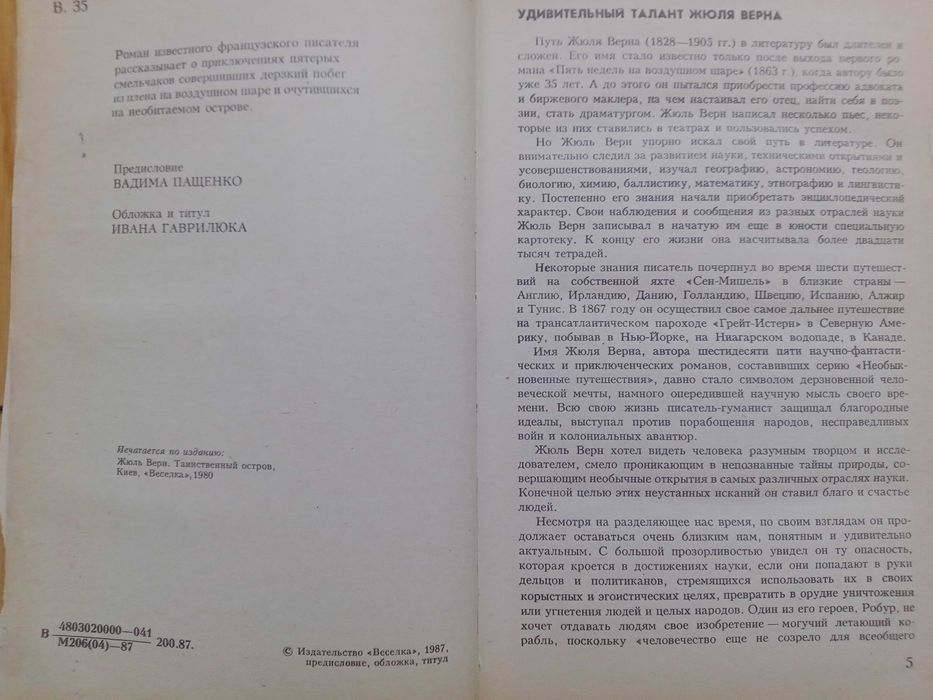 В. 35
Роман известного французского писателя
рассказывает о приключениях пятерых
смельчаков совершивших дерзкий побег
из плена на воздушном шаре и очутившихся
на необитаемом острове.
Предисловие
ВАДИМА ПАЩЕНКО
Обложка и титул
ИВАНА ГАВРИЛЮКА
Печатается по изданию:
Жюль Верн. Таинственный остров,
Киев, «Веселка», 1980
В 4803020000—041
М206(04)—87 200.87.
© Издательство «Веселка», 1987,
предисловие, обложка, титул
УДИВИТЕЛЬНЫЙ ТАЛАНТ ЖЮЛЯ ВЕРНА
Путь Жюля Верна (1828—1905 гг.) в литературу был длителен и
сложен. Его имя стало известно только после выхода первого ро-
мана «Пять недель на воздушном шаре» (1863 г.), когда автору было
уже 35 лет. А до этого он пытался приобрести профессию адвоката
и биржевого маклера, на чем настаивал его отец, найти себя в поэ-
зии, стать драматургом. Жюль Верн написал несколько пьес, неко-
торые из них ставились в театрах и пользовались успехом.
Но Жюль Верн упорно искал свой путь в литературе. Он
внимательно следил за развитием науки, техническими открытиями и
усовершенствованиями, изучал географию, астрономию, геологию,
биологию, химию, баллистику, математику, этнографию и лингвисти-
ку. Постепенно его знания начали приобретать энциклопедический
характер. Свои наблюдения и сообщения из разных отраслей науки
Жюль Верн записывал в начатую им еще в юности специальную
картотеку. К концу его жизни она насчитывала более двадцати
тысяч тетрадей.
Некоторые знания писатель почерпнул во время шести путешест-
вий на собственной яхте «Сен-Мишель» в близкие страны —
Англию, Ирландию, Данию, Голландию, Швецию, Испанию, Алжир
и Тунис. В 1867 году он осуществил свое самое дальнее путешествие
на трансатлантическом пароходе «Грейт-Истерн» в Северную Аме-
рику, побывав в Нью-Йорке, на Ниагарском водопаде, в Канаде.
Имя Жюля Верна, автора шестидесяти пяти научно-фантасти-
ческих и приключенческих романов, составивших серию «Необык-
новенные путешествия», давно стало символом дерзновенной чело-
веческой мечты, намного опередившей научную мысль своего вре-
мени. Всю свою жизнь писатель-гуманист защищал благородные
идеалы, выступал против порабощения народов, несправедливых
войн и колониальных авантюр.
Жюль Верн хотел видеть человека разумным творцом и иссле-
дователем, смело проникающим в непознанные тайны природы, со-
вершающим необычные открытия в самых различных отраслях науки.
Конечной целью этих неустанных исканий он ставил благо и счастье
людей.
Несмотря на разделяющее нас время, по своим взглядам он про-
должает оставаться очень близким нам, понятным и удивительно
актуальным. С большой прозорливостью увидел он ту опасность,
которая кроется в достижениях науки, если они попадают в руки
дельцов и политиканов, стремящихся использовать их в своих
корыстных и эгоистических целях, превратить в орудие уничтожения
или угнетения людей и целых народов. Один из его героев, Робур, не
хочет отдавать людям свое изобретение — могучий летающий ко-
рабль, поскольку «человечество еще не созрело для всеобщего
5